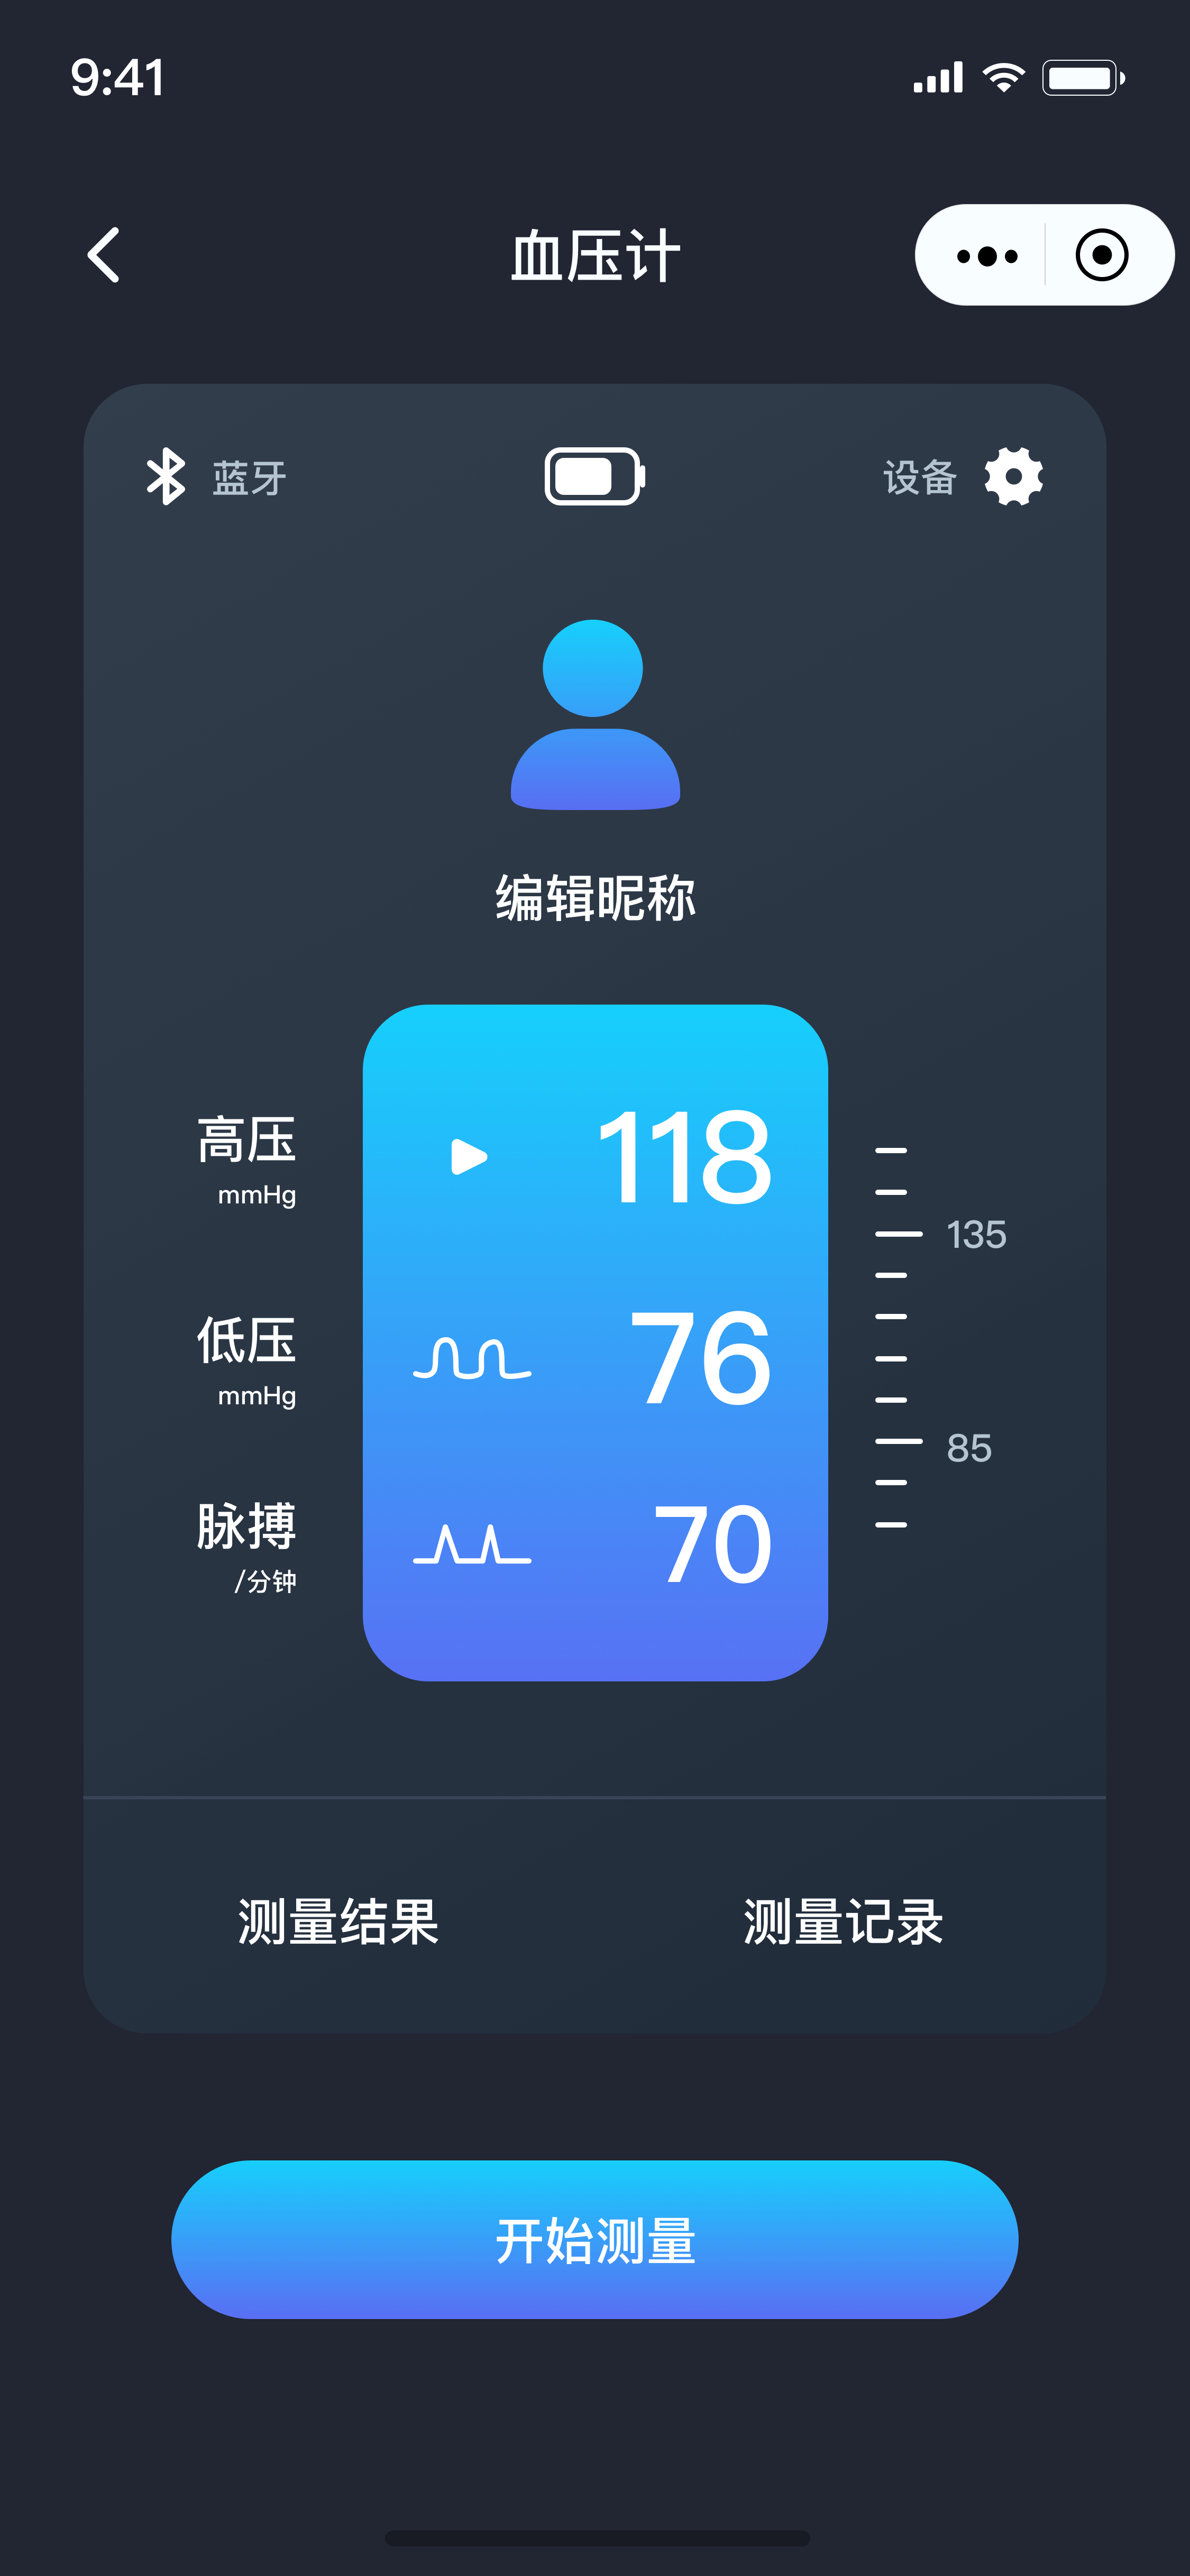 9:41
血压计
蓝牙
设备
编辑昵称
高压
mmHg
118
135
低压
mmHg
76
85
脉搏
/分钟
70
测量结果
测量记录
开始测量